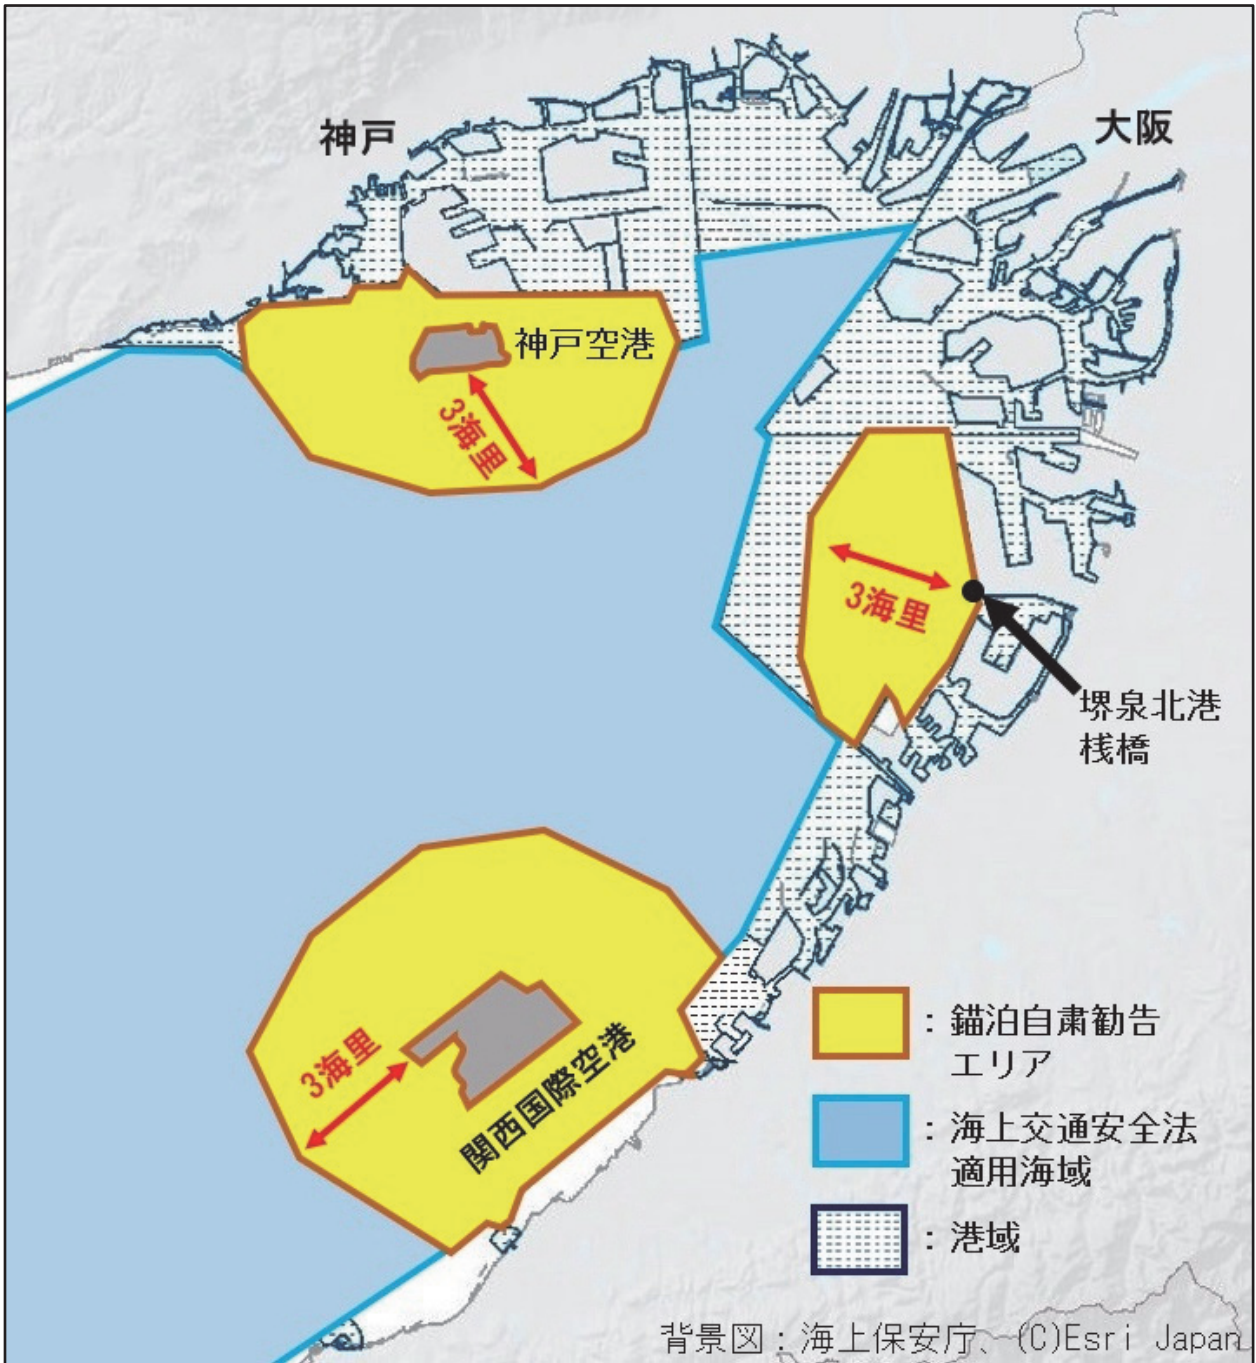 神戸
大阪
神戸空港
3海里
3海里
堺泉北港
桟橋
3海里
関西国際空港
：錨泊自粛勧告
エリア
：海上交通安全法
適用海域
：港域
背景図：海上保安庁、(C)Esri Japan